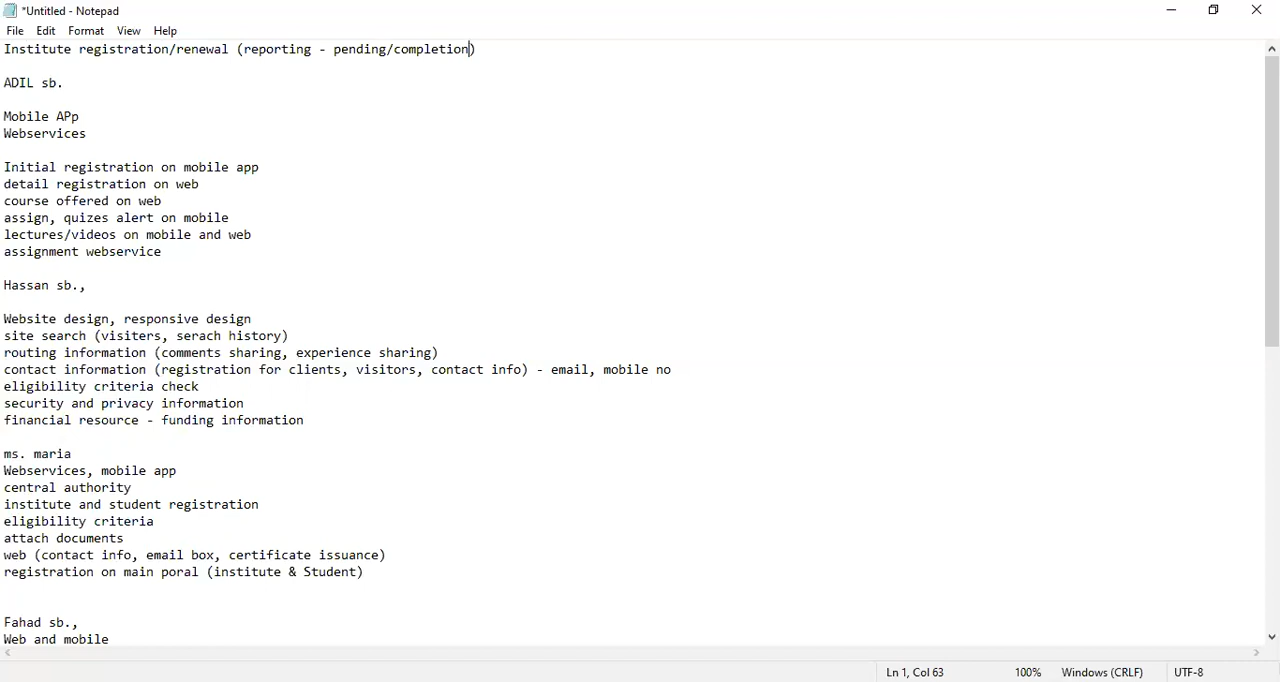 *Untitled - Notepad
File Edit Format View Help
Institute registration/renewal (reporting - pending/completion)
ADIL sb.
Mobile APp
Webservices
Initial registration on mobile app
detail registration on web
course offered on web
assign, quizes alert on mobile
lectures/videos on mobile and web
assignment webservice
Hassan sb.,
Website design, responsive design
site search (visiters, serach history)
routing information (comments sharing, experience sharing)
contact information (registration for clients, visitors, contact info) - email, mobile no
eligibility criteria check
security and privacy information
financial resource - funding information
ms. maria
Webservices, mobile app
central authority
institute and student registration
eligibility criteria
attach documents
web (contact info, email box, certificate issuance)
registration on main poral (institute & Student)
Fahad sb.,
Web and mobile
Ln 1, Col 63 100% Windows (CRLF) UTF-8